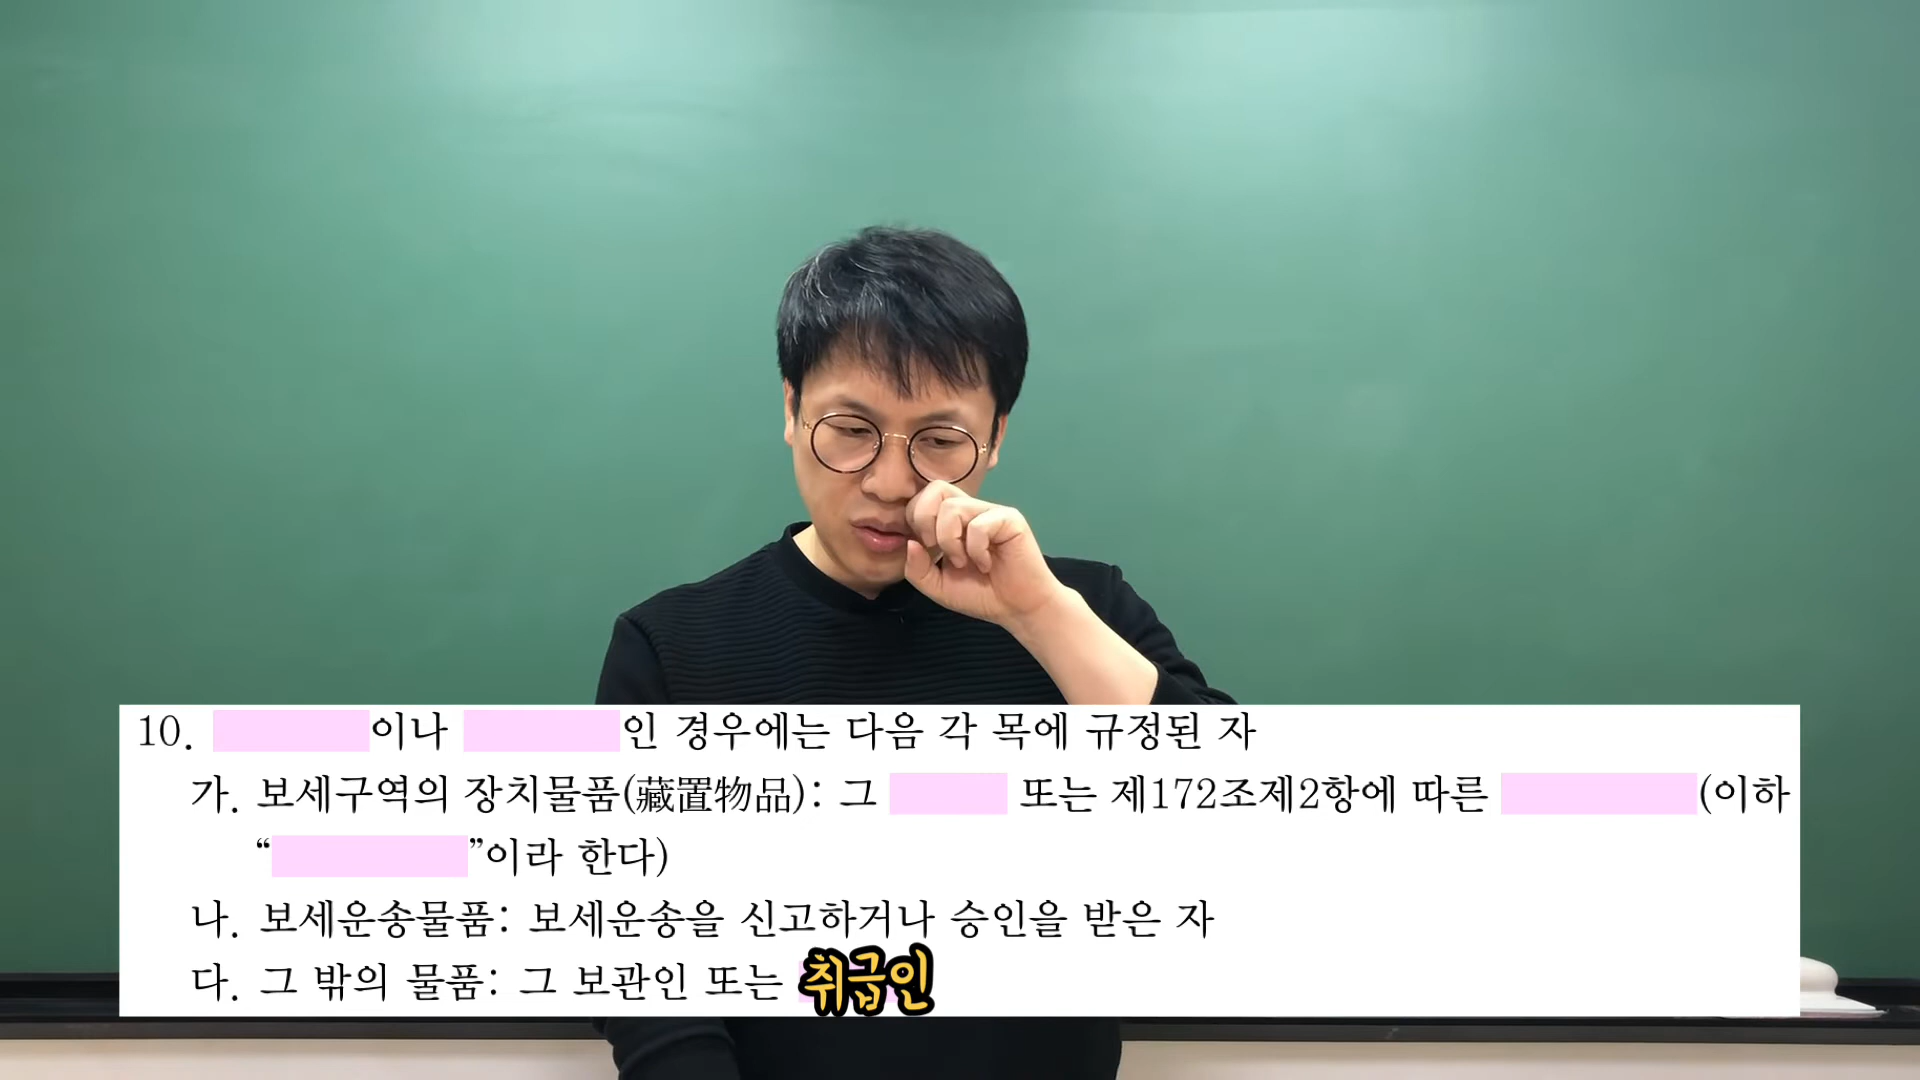 10. 이나 인 경우에는 다음 각 목에 규정된 자
가. 보세구역의 장치물품(藏置物品): 그 또는 제172조제2항에 따른 (이하
“ ”이라 한다)
나. 보세운송물품: 보세운송을 신고하거나 승인을 받은 자
다. 그 밖의 물품: 그 보관인 또는 취급인